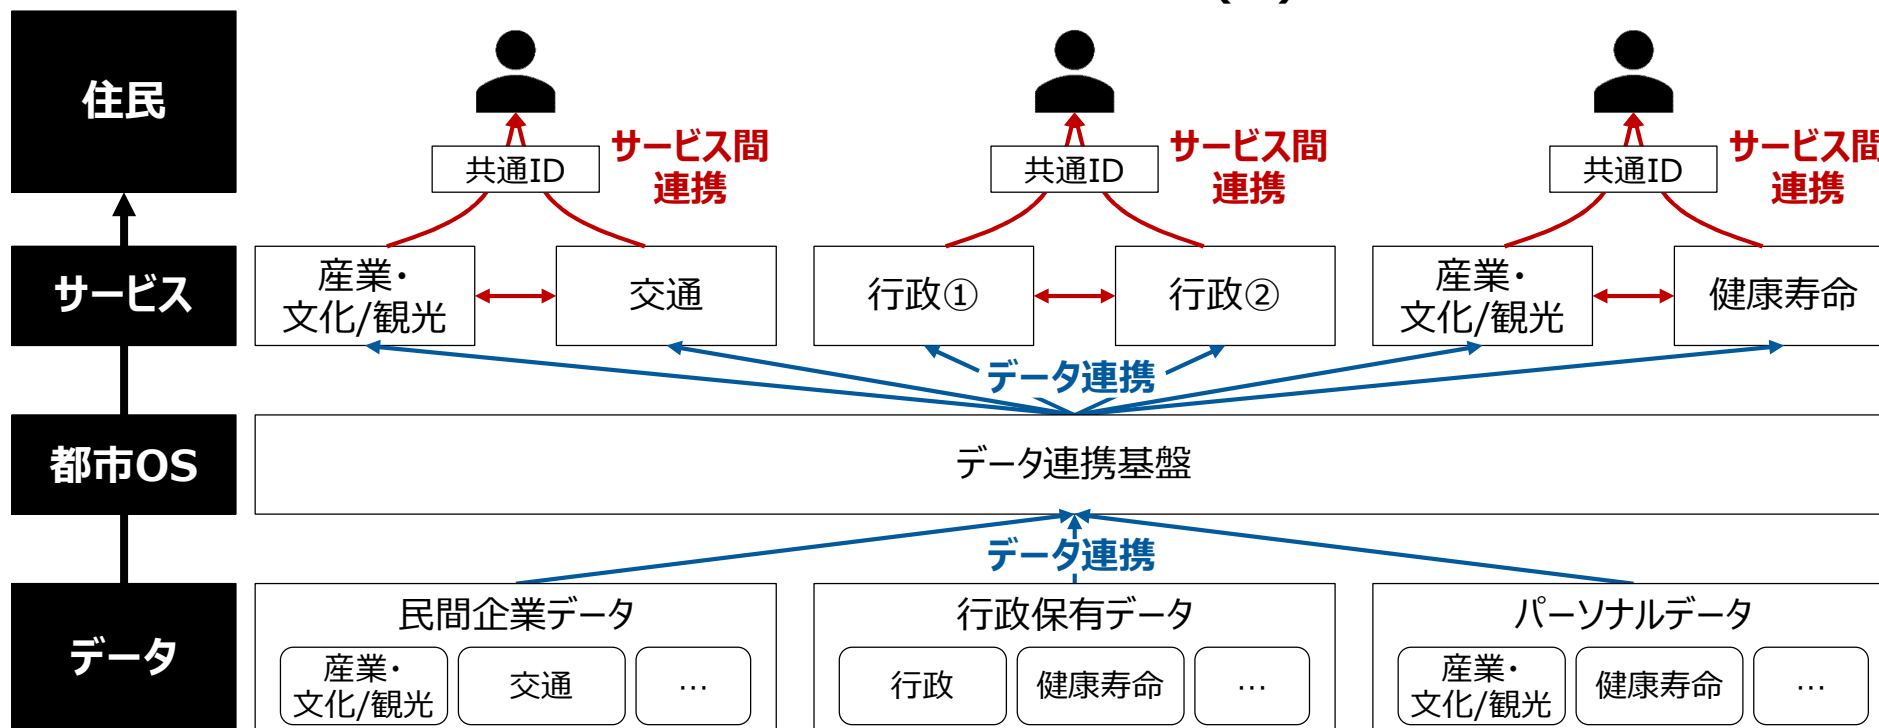 住民
共通ID
サービス間
連携
共通ID
サービス間
連携
共通ID
サービス間
連携
サービス
産業・
文化/観光
交通
行政①
行政②
産業・
文化/観光
健康寿命
データ連携
都市OS
データ連携基盤
データ連携
データ
民間企業データ
産業・
文化/観光
交通
…
行政保有データ
行政
健康寿命
…
パーソナルデータ
産業・
文化/観光
健康寿命
…